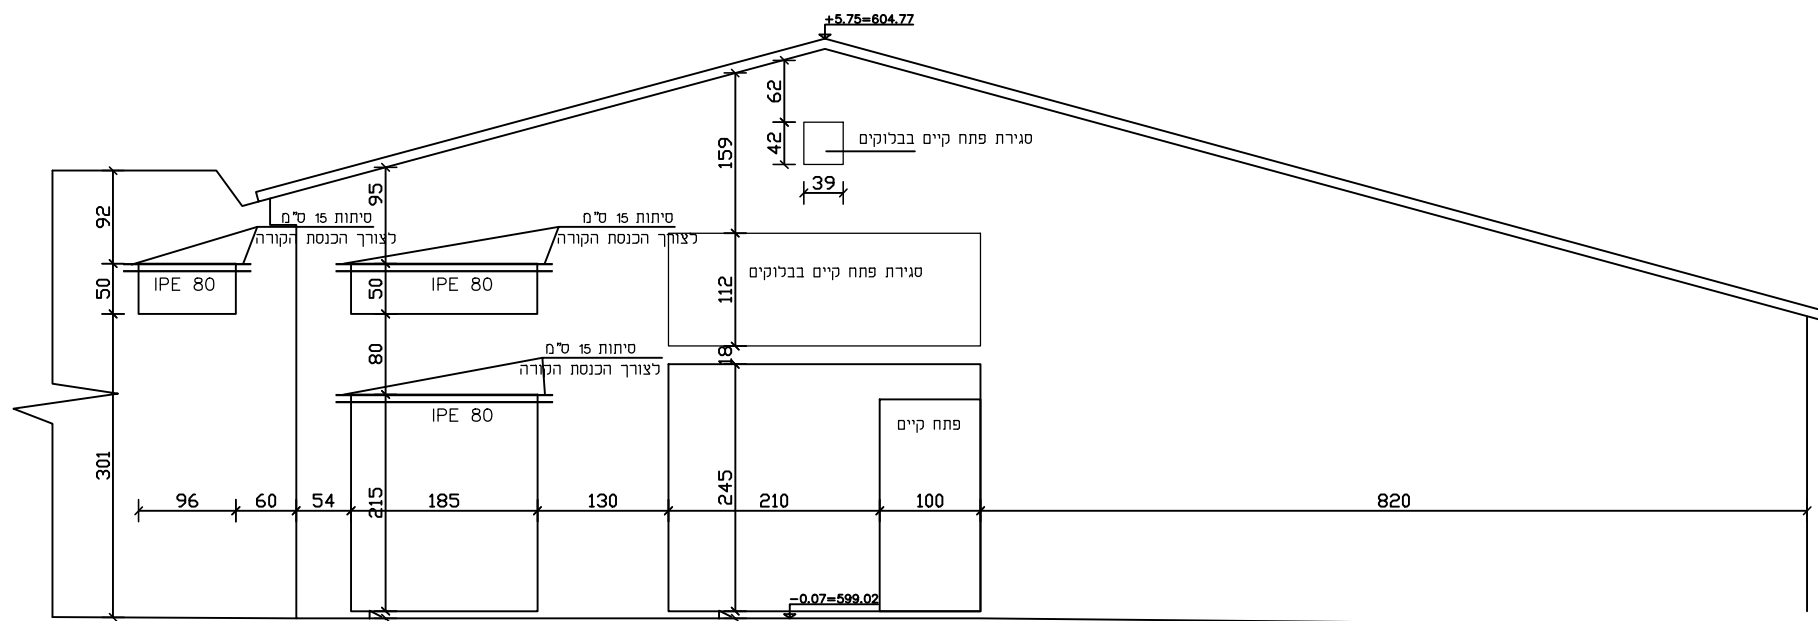 +5.75=604.77
62
42
159
סגירת פתח קיים בבלוקים
39
95
92
סיתות 15 ס"מ
לצורך הכנסת הקורה
סיתות 15 ס"מ
לצורך הכנסת הקורה
50
IPE 80
50
IPE 80
112
סגירת פתח קיים בבלוקים
80
18
סיתות 15 ס"מ
לצורך הכנסת הקורה
IPE 80
פתח קיים
301
215
245
96
60
54
185
130
210
100
820
-0.07=599.02
7
7